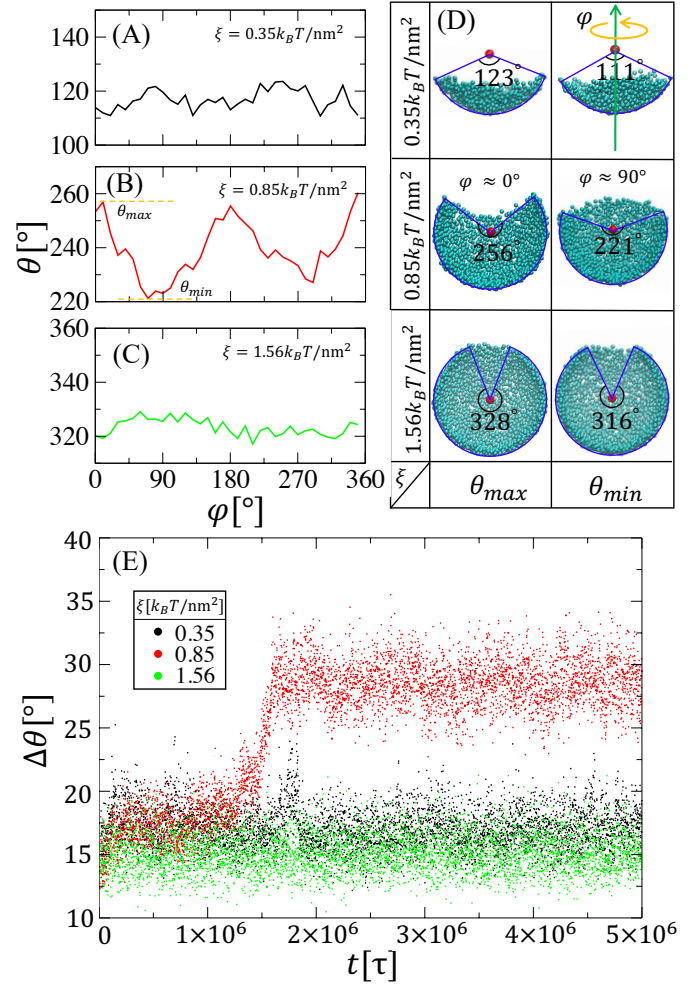 (A)
ξ = 0.35k_BT/nm²
150
120
100
(B)
ξ = 0.85k_BT/nm²
θ_max
θ_min
260
240
220
θ[°]
(C)
ξ = 1.56k_BT/nm²
360
340
320
0 90 180 270 360
φ[°]
(D)
φ
0.35k_BT/nm²
123°
111°
0.85k_BT/nm²
φ ≈ 0°
φ ≈ 90°
256°
221°
1.56k_BT/nm²
328°
316°
ξ
θ_max
θ_min
(E)
ξ[k_BT/nm²]
0.35
0.85
1.56
40
35
30
25
20
15
10
Δθ[°]
0 1×10⁶ 2×10⁶ 3×10⁶ 4×10⁶ 5×10⁶
t[τ]